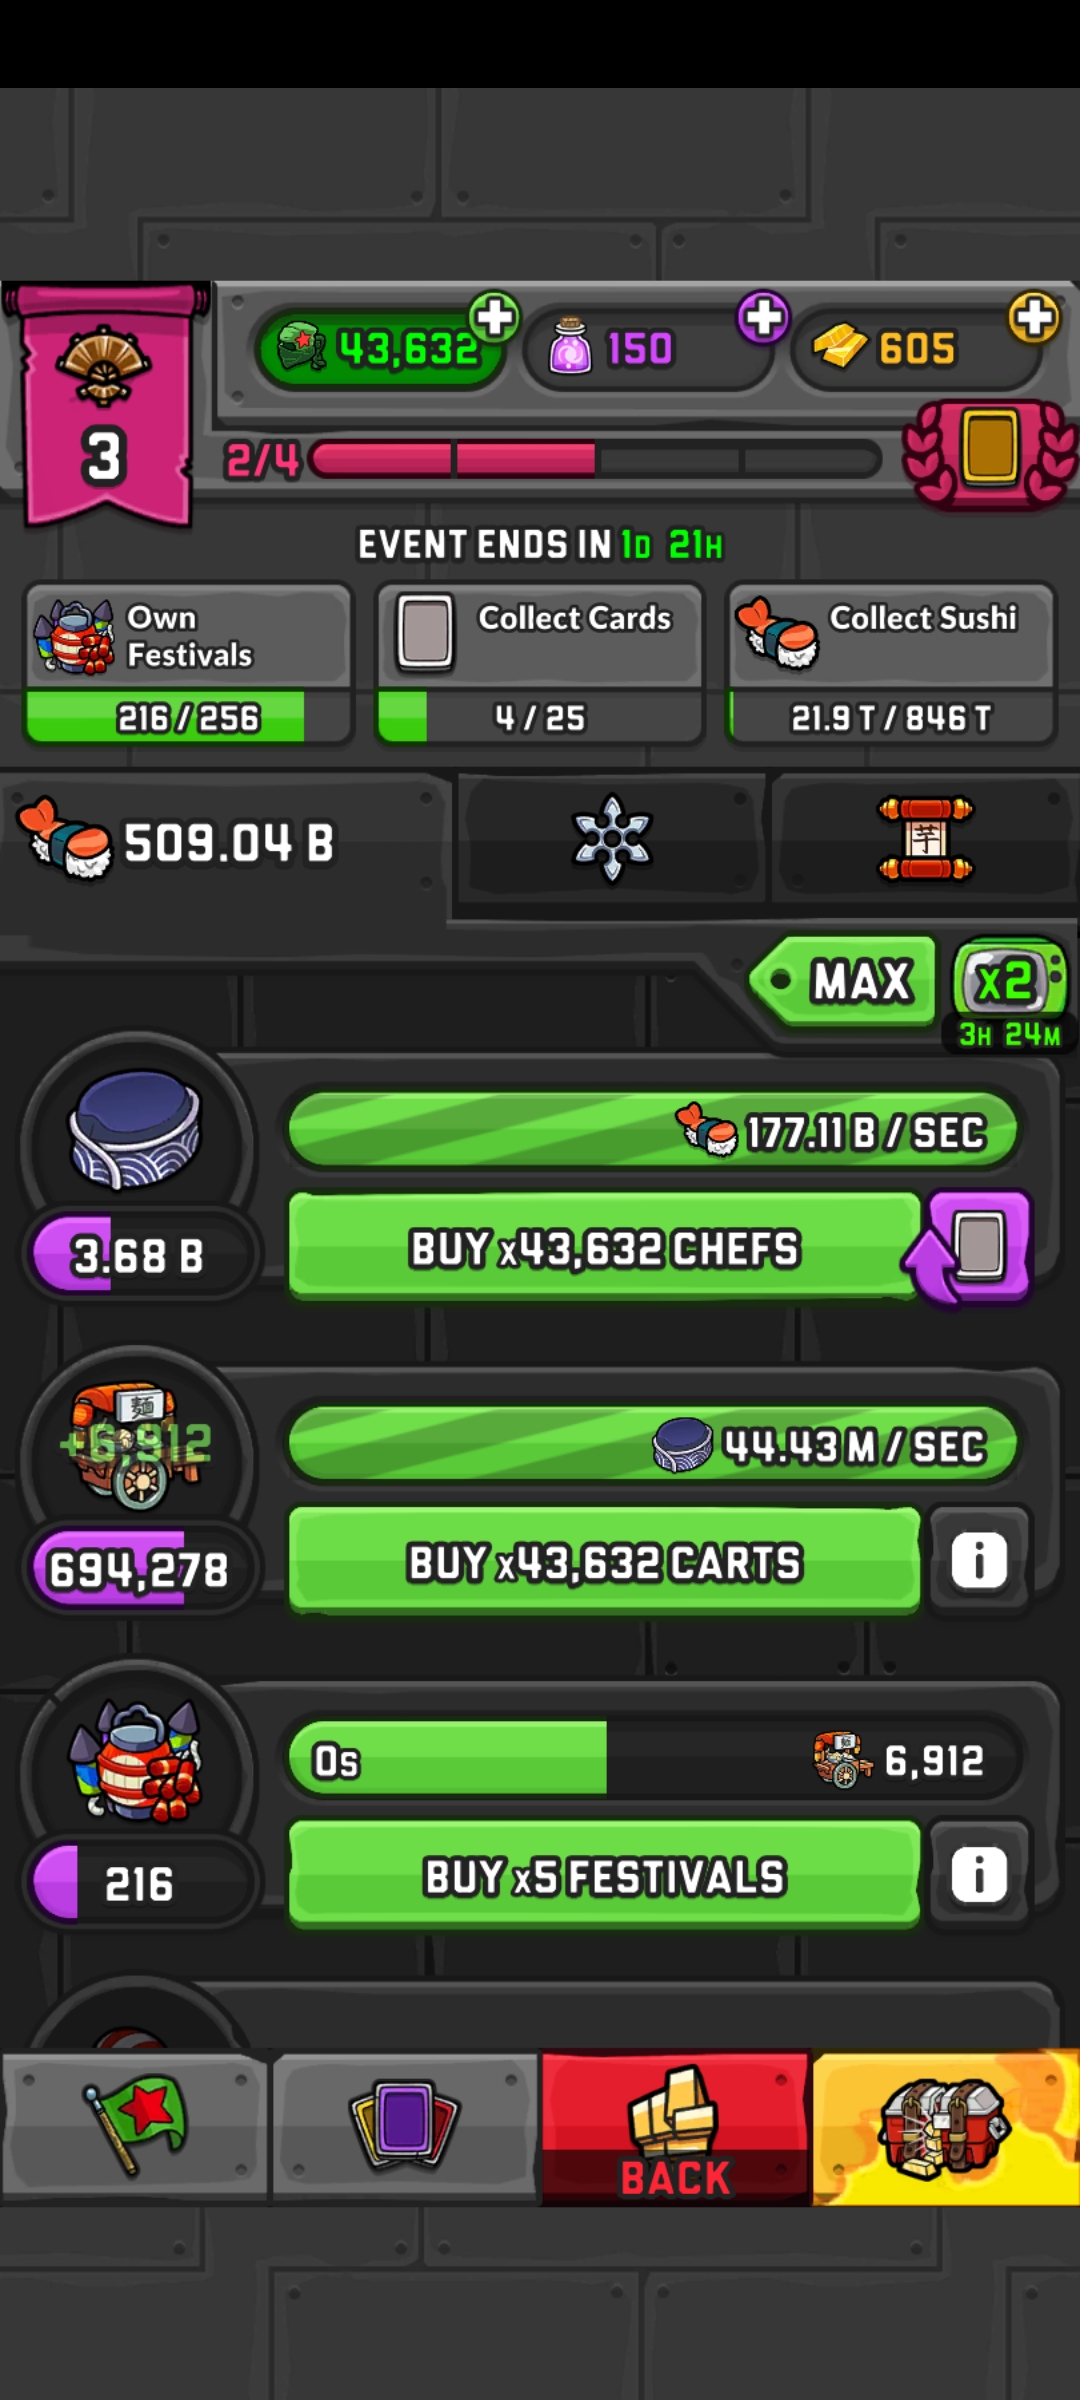 3
43,632
150
605
2/4
EVENT ENDS IN 1D 21H
Own
Festivals
216 / 256
Collect Cards
4 / 25
Collect Sushi
21.9 T / 846 T
509.04 B
芋
MAX
x2
3H 24M
177.11 B / SEC
3.68 B
BUY x43,632 CHEFS
麺
+6,912
44.43 M / SEC
694,278
BUY x43,632 CARTS
i
0s
6,912
216
BUY x5 FESTIVALS
i
BACK